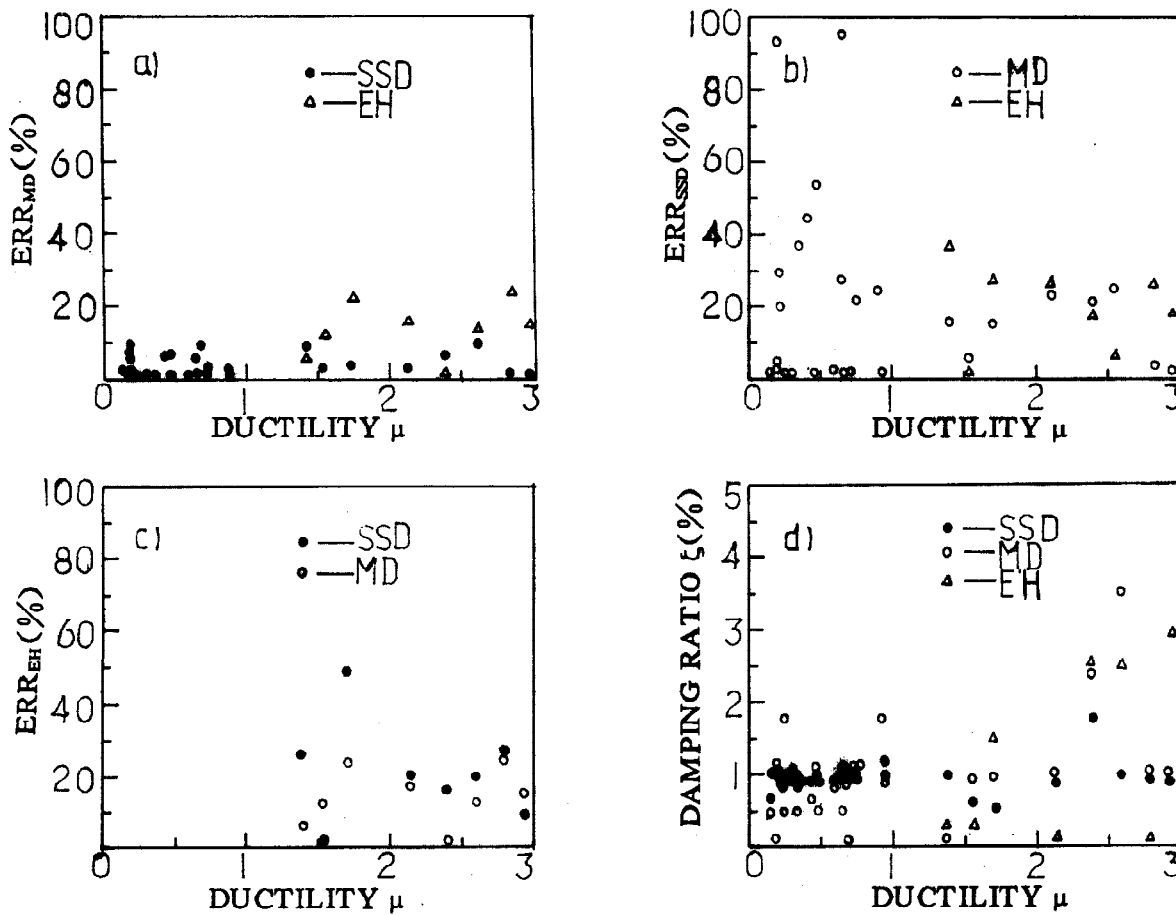 a)
SSD
EH
ERR_MD(%)
100
80
60
40
20
0
1
2
3
DUCTILITY μ
b)
MD
EH
ERR_SSD(%)
100
80
60
40
20
0
1
2
3
DUCTILITY μ
c)
SSD
MD
ERR_EH(%)
100
80
60
40
20
0
1
2
3
DUCTILITY μ
d)
SSD
MD
EH
DAMPING RATIO ξ(%)
5
4
3
2
1
0
1
2
3
DUCTILITY μ